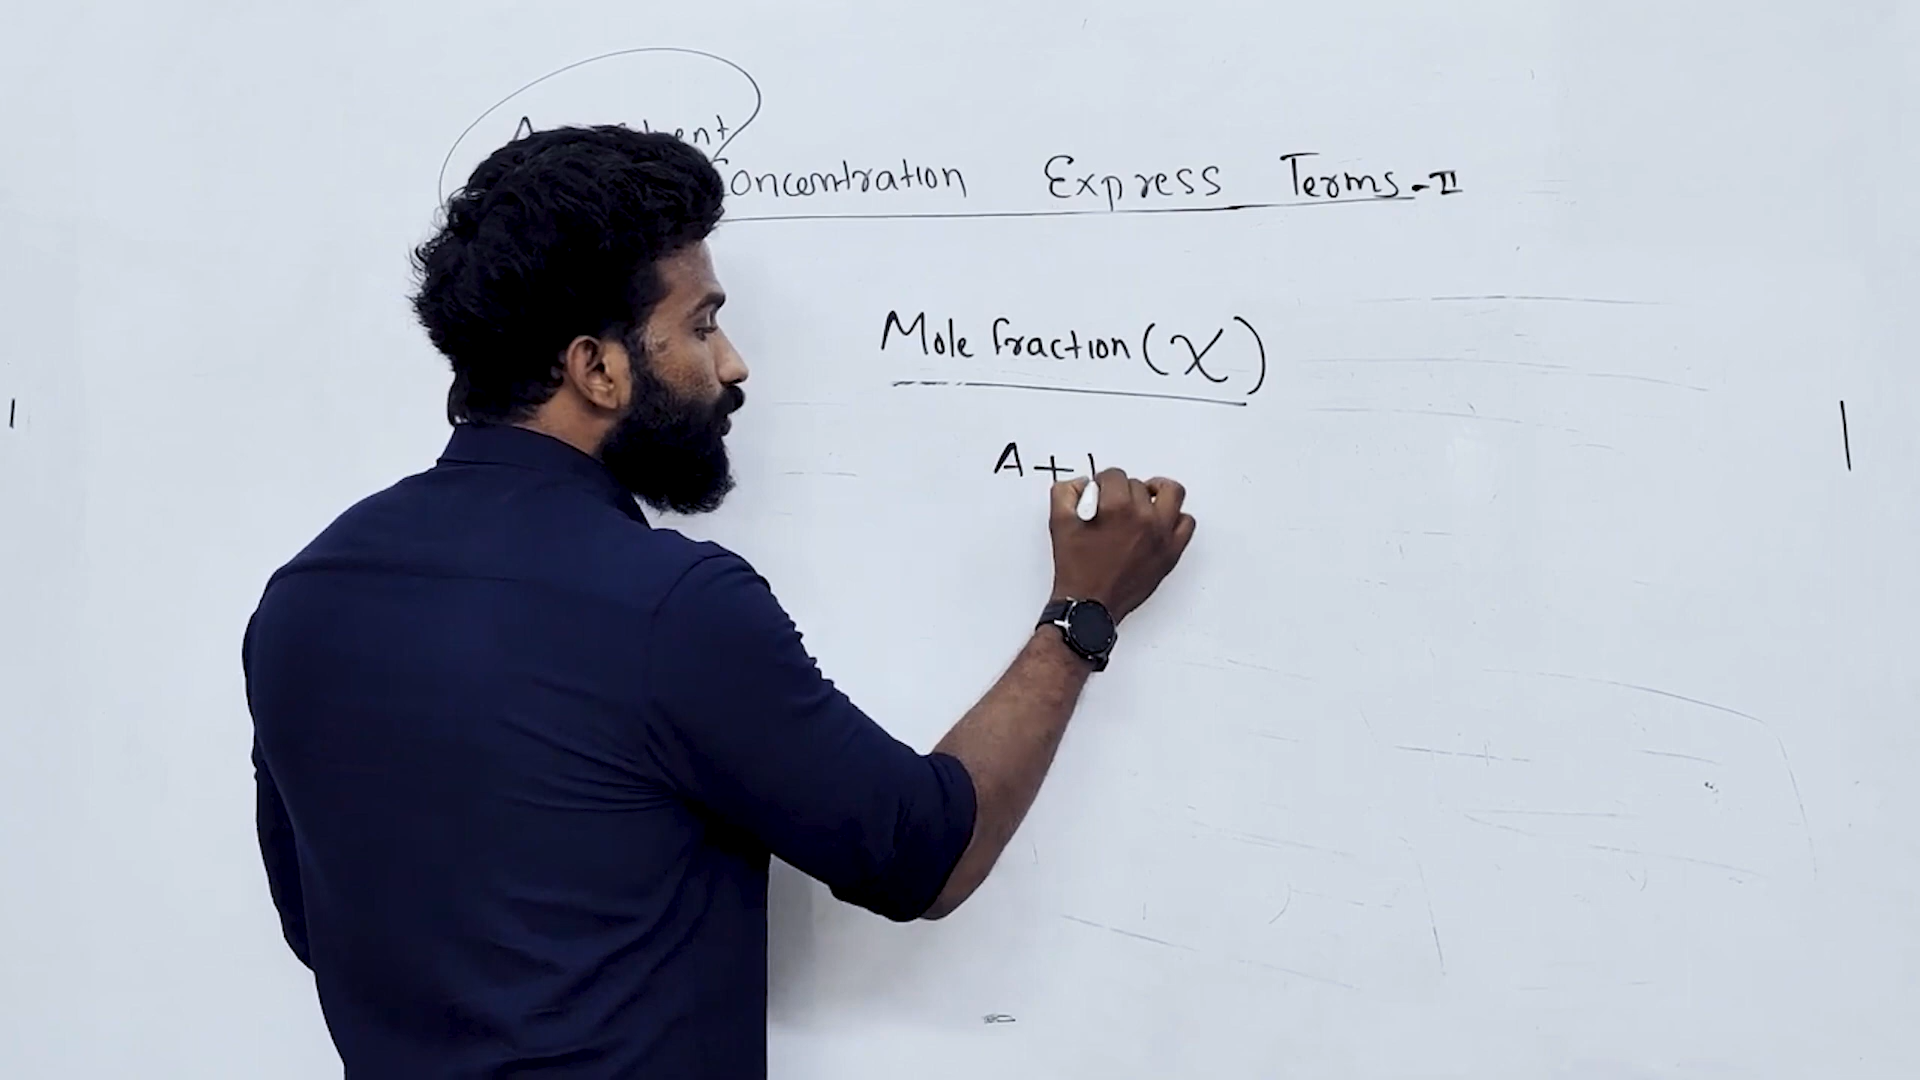 A
Concentration Express Terms - II
Mole fraction (χ)
A +